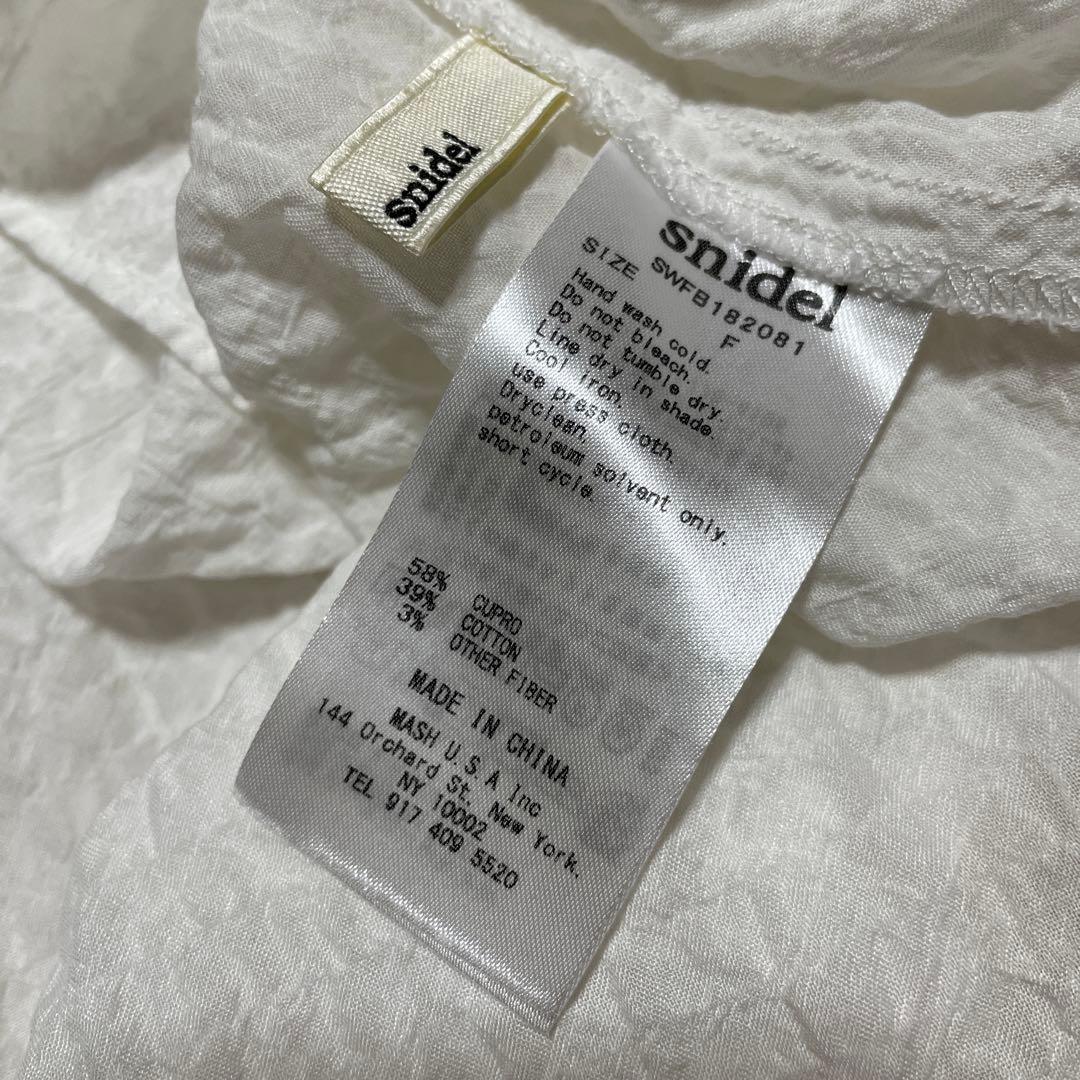 snidel
snidel
SWFB182081
SIZE F
Hand wash cold.
Do not bleach.
Do not tumble dry.
Line dry in shade.
Cool iron.
use press cloth.
Dryclean.
petroleum solvent only.
short cycle.
58% CUPRO
39% COTTON
3% OTHER FIBER
MADE IN CHINA
MASH U.S.A Inc
144 Orchard St, New York.
NY 10002
TEL 917 409 5520